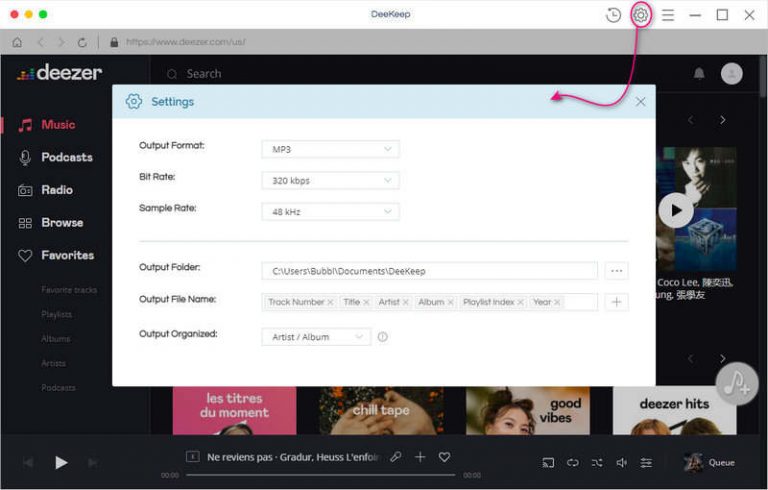 DeeKeep
https://www.deezer.com/us/
deezer
Search
Settings
Music
Podcasts
Radio
Browse
Favorites
Favorite tracks
Playlists
Albums
Artists
Podcasts
Output Format:
MP3
Bit Rate:
320 kbps
Sample Rate:
48 kHz
Output Folder:
C:\Users\Bubbl\Documents\DeeKeep
...
Output File Name:
Track Number × Title × Artist × Album × Playlist Index × Year ×
Output Organized:
Artist / Album
Coco Lee, 陳奕迅,
ung, 張學友
les titres
du moment
chill tape
good
vibes
deezer hits
Ne reviens pas · Gradur, Heuss L'enfoir
00:00
00:00
Queue